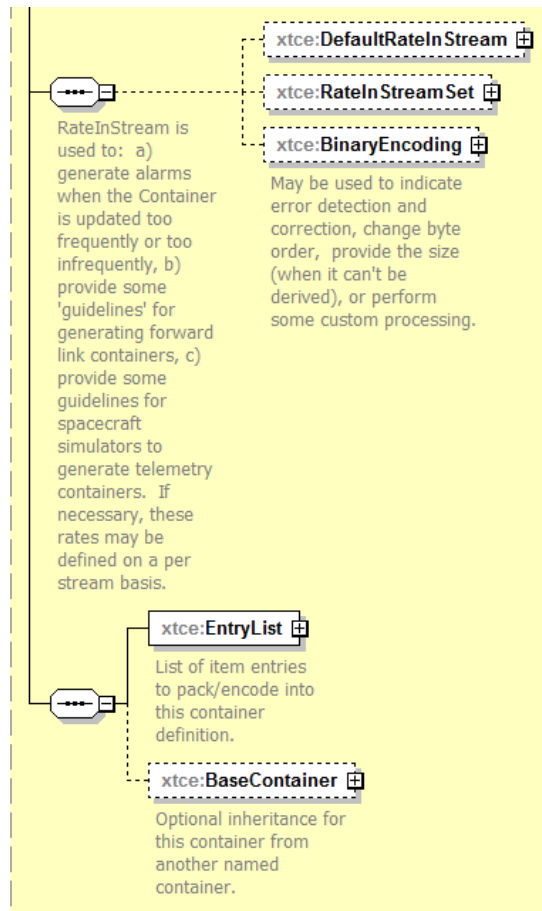 xtce:DefaultRateInStream
xtce:RateInStreamSet
xtce:BinaryEncoding
May be used to indicate
error detection and
correction, change byte
order,  provide the size
(when it can't be
derived), or perform
some custom processing.
RateInStream is
used to:  a)
generate alarms
when the Container
is updated too
frequently or too
infrequently, b)
provide some
'guidelines' for
generating forward
link containers, c)
provide some
guidelines for
spacecraft
simulators to
generate telemetry
containers.  If
necessary, these
rates may be
defined on a per
stream basis.
xtce:EntryList
List of item entries
to pack/encode into
this container
definition.
xtce:BaseContainer
Optional inheritance for
this container from
another named
container.